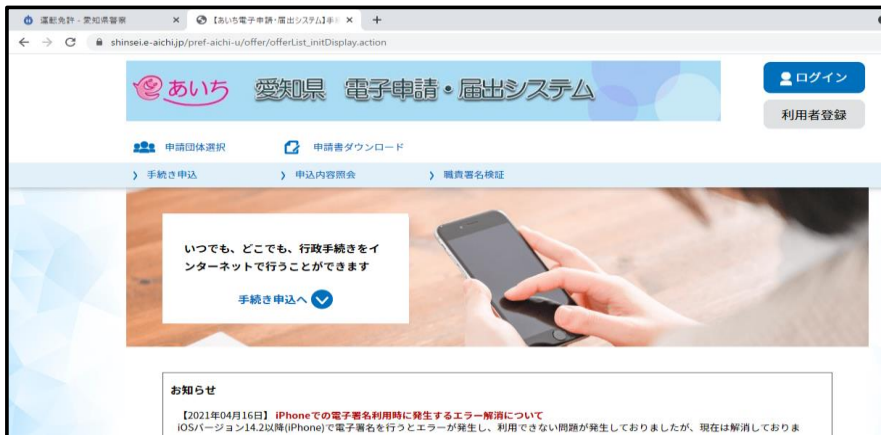 運転免許 - 愛知県警察
【あいち電子申請・届出システム】手
shinsei.e-aichi.jp/pref-aichi-u/offer/offerList_initDisplay.action
あいち 愛知県 電子申請・届出システム
ログイン
利用者登録
申請団体選択 申請書ダウンロード
手続き申込 申込内容照会 職責署名検証
いつでも、どこでも、行政手続きをイ
ンターネットで行うことができます
手続き申込へ
お知らせ
【2021年04月16日】 iPhoneでの電子署名利用時に発生するエラー解消について
iOSバージョン14.2以降(iPhone)で電子署名を行うとエラーが発生し、利用できない問題が発生しておりましたが、現在は解消しておりま